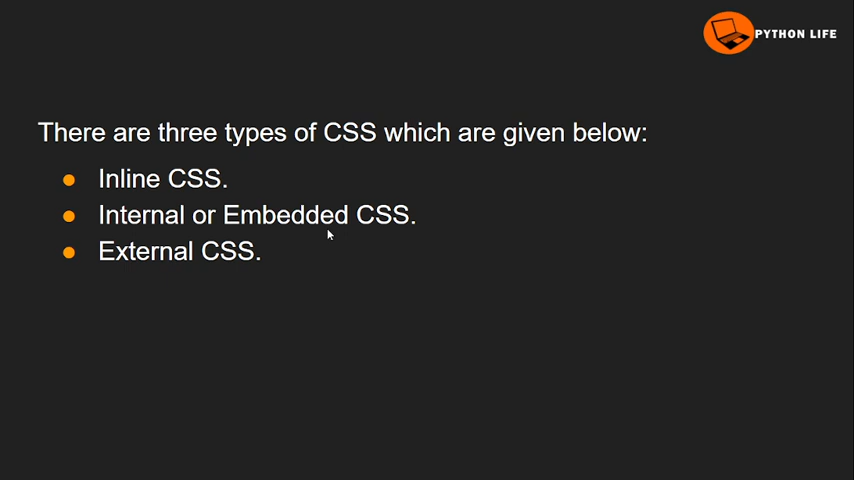 PYTHON LIFE
There are three types of CSS which are given below:
● Inline CSS.
● Internal or Embedded CSS.
● External CSS.